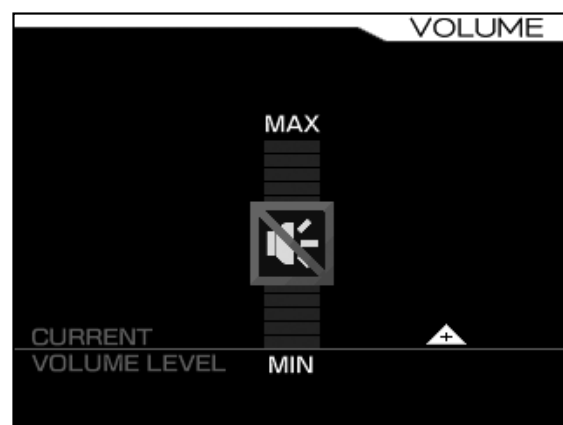 VOLUME
MAX
CURRENT
+
VOLUME LEVEL
MIN